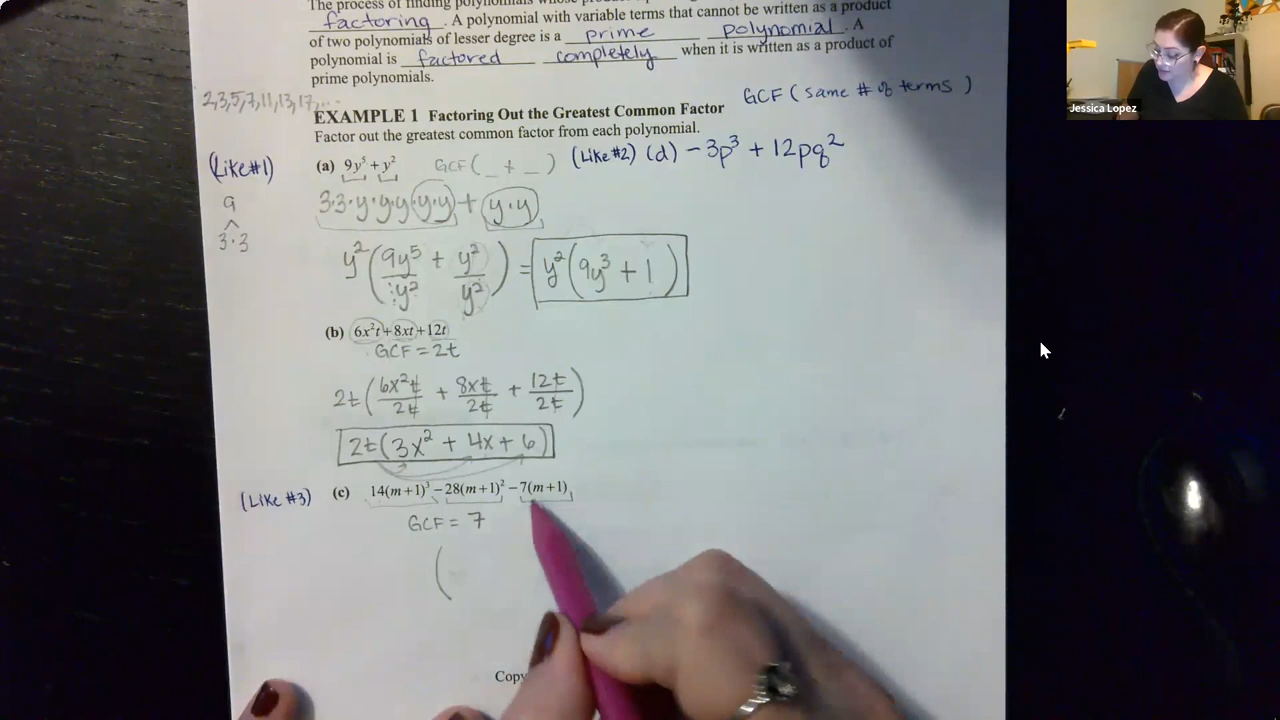 The process of finding polynomials whose
factoring. A polynomial with variable terms that cannot be written as a product
of two polynomials of lesser degree is a prime polynomial. A
polynomial is factored completely when it is written as a product of
prime polynomials.
2,3,5,7,11,13,17,...
GCF (same # of terms)
EXAMPLE 1 Factoring Out the Greatest Common Factor
Factor out the greatest common factor from each polynomial.
(Like #1) (a) 9y⁵ + y² GCF(_ + _) (Like #2) (d) -3p³ + 12pq²
9
3·3
3·3·y·y·y·y·y + y·y
y²(9y⁵/y² + y²/y²) = y²(9y³ + 1)
(b) 6x²t + 8xt + 12t
GCF = 2t
2t(6x²t/2t + 8xt/2t + 12t/2t)
2t(3x² + 4x + 6)
(Like #3) (c) 14(m+1)³ − 28(m+1)² − 7(m+1)
GCF = 7
(
Copy
Jessica Lopez